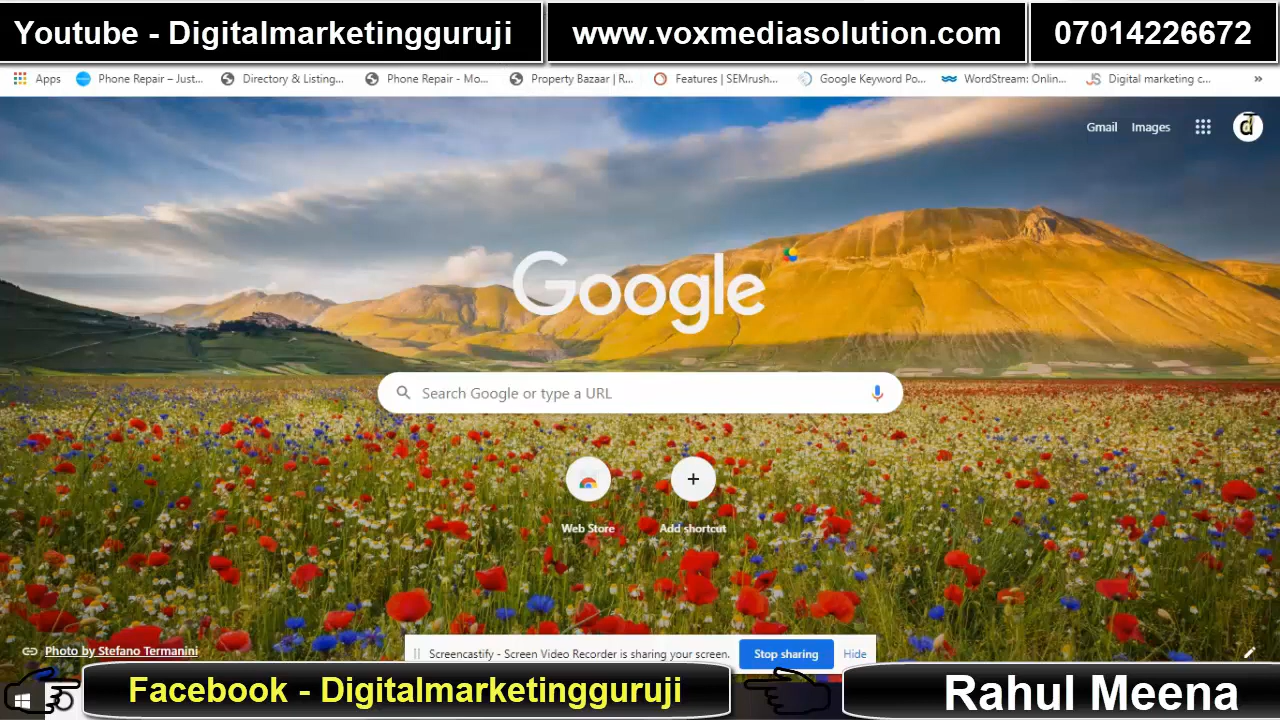 Youtube - Digitalmarketingguruji
www.voxmediasolution.com
07014226672
Apps
Phone Repair – Just...
Directory & Listing...
Phone Repair - Mo...
Property Bazaar | R...
Features | SEMrush...
Google Keyword Po...
WordStream: Onlin...
Digital marketing c...
Gmail
Images
Google
Search Google or type a URL
Web Store
Add shortcut
Photo by Stefano Termanini
Screencastify - Screen Video Recorder is sharing your screen.
Stop sharing
Hide
Facebook - Digitalmarketingguruji
Rahul Meena